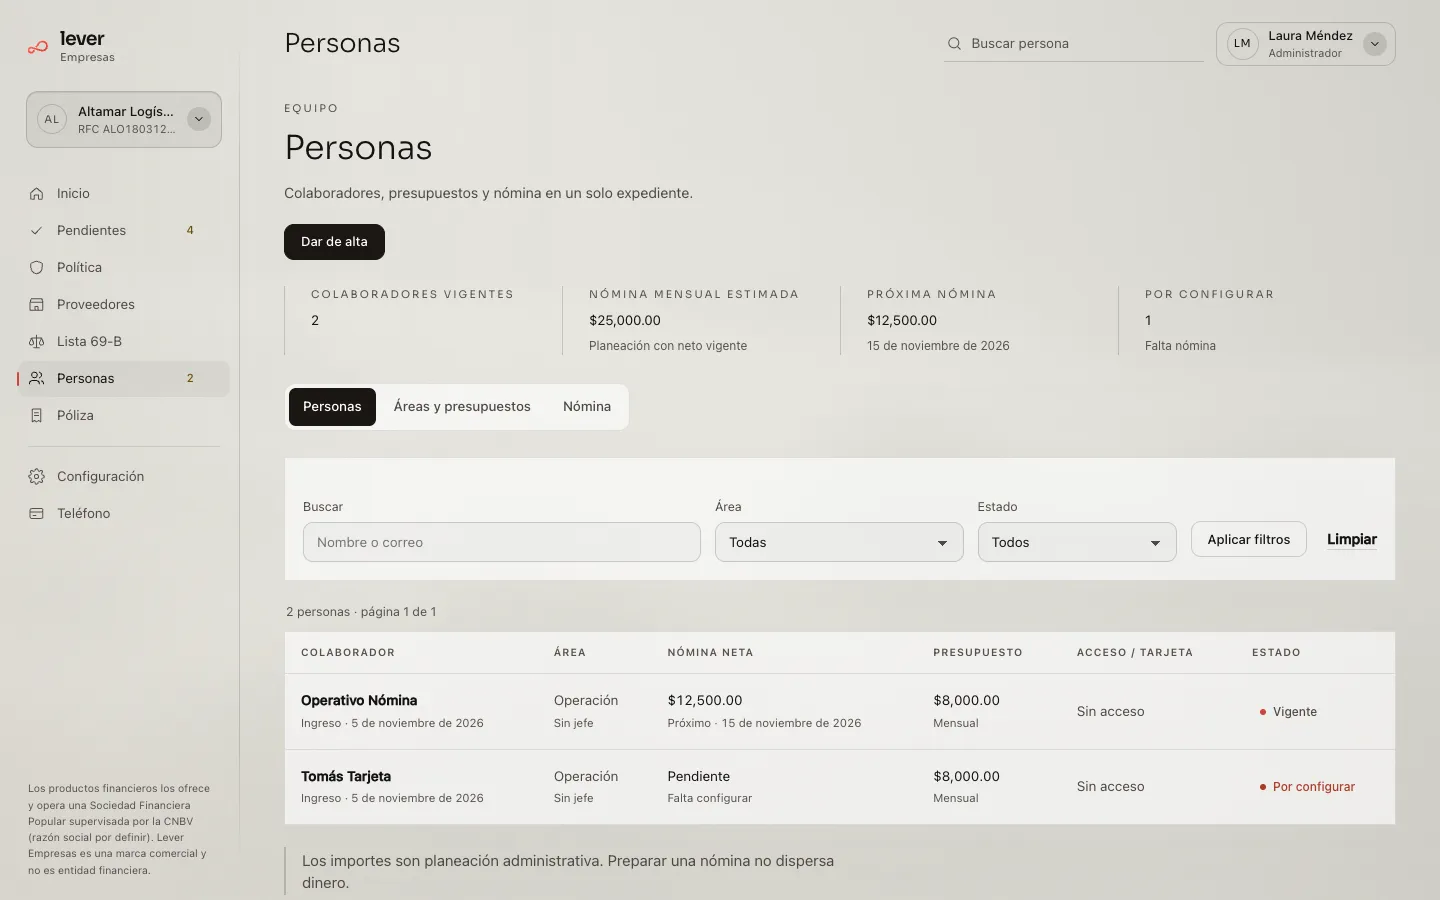 lever
Empresas
AL
Altamar Logís...
RFC ALO180312...
Inicio
Pendientes 4
Política
Proveedores
Lista 69-B
Personas 2
Póliza
Configuración
Teléfono
Los productos financieros los ofrece
y opera una Sociedad Financiera
Popular supervisada por la CNBV
(razón social por definir). Lever
Empresas es una marca comercial y
no es entidad financiera.
Personas
Buscar persona
LM
Laura Méndez
Administrador
EQUIPO
Personas
Colaboradores, presupuestos y nómina en un solo expediente.
Dar de alta
COLABORADORES VIGENTES
2
NÓMINA MENSUAL ESTIMADA
$25,000.00
Planeación con neto vigente
PRÓXIMA NÓMINA
$12,500.00
15 de noviembre de 2026
POR CONFIGURAR
1
Falta nómina
Personas Áreas y presupuestos Nómina
Buscar Área Estado
Nombre o correo Todas Todos Aplicar filtros Limpiar
2 personas · página 1 de 1
COLABORADOR ÁREA NÓMINA NETA PRESUPUESTO ACCESO / TARJETA ESTADO
Operativo Nómina Operación $12,500.00 $8,000.00 Sin acceso Vigente
Ingreso · 5 de noviembre de 2026 Sin jefe Próximo · 15 de noviembre de 2026 Mensual
Tomás Tarjeta Operación Pendiente $8,000.00 Sin acceso Por configurar
Ingreso · 5 de noviembre de 2026 Sin jefe Falta configurar Mensual
Los importes son planeación administrativa. Preparar una nómina no dispersa
dinero.